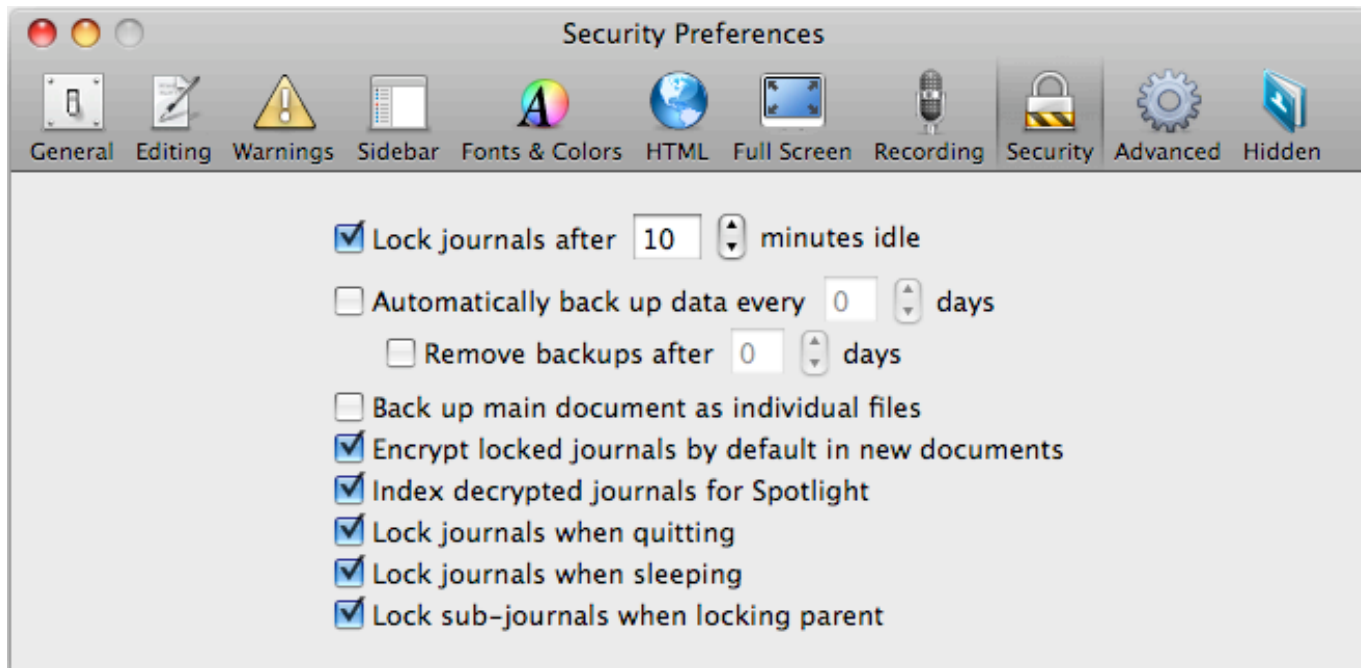 Security Preferences
General Editing Warnings Sidebar Fonts & Colors HTML Full Screen Recording Security Advanced Hidden
Lock journals after 10 minutes idle
Automatically back up data every 0 days
Remove backups after 0 days
Back up main document as individual files
Encrypt locked journals by default in new documents
Index decrypted journals for Spotlight
Lock journals when quitting
Lock journals when sleeping
Lock sub-journals when locking parent